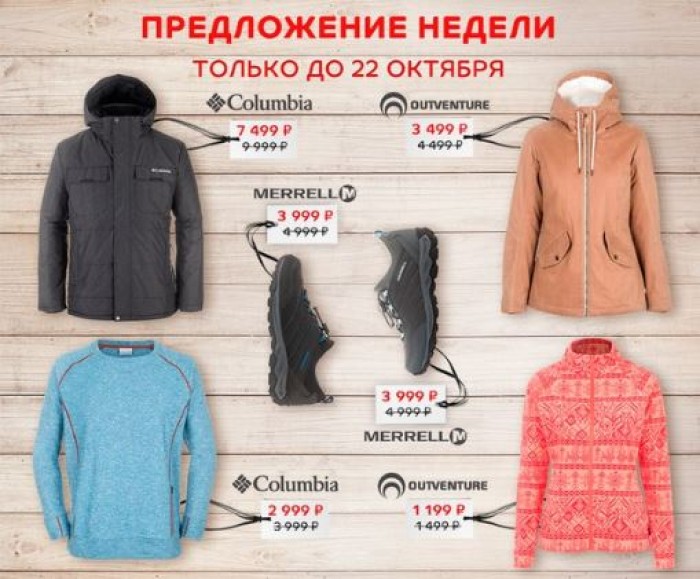 ПРЕДЛОЖЕНИЕ НЕДЕЛИ
ТОЛЬКО ДО 22 ОКТЯБРЯ
Columbia
7 499 ₽
9 999 ₽
OUTVENTURE
3 499 ₽
4 499 ₽
MERRELL M
3 999 ₽
4 999 ₽
3 999 ₽
4 999 ₽
MERRELL M
Columbia
2 999 ₽
3 999 ₽
OUTVENTURE
1 199 ₽
1 499 ₽